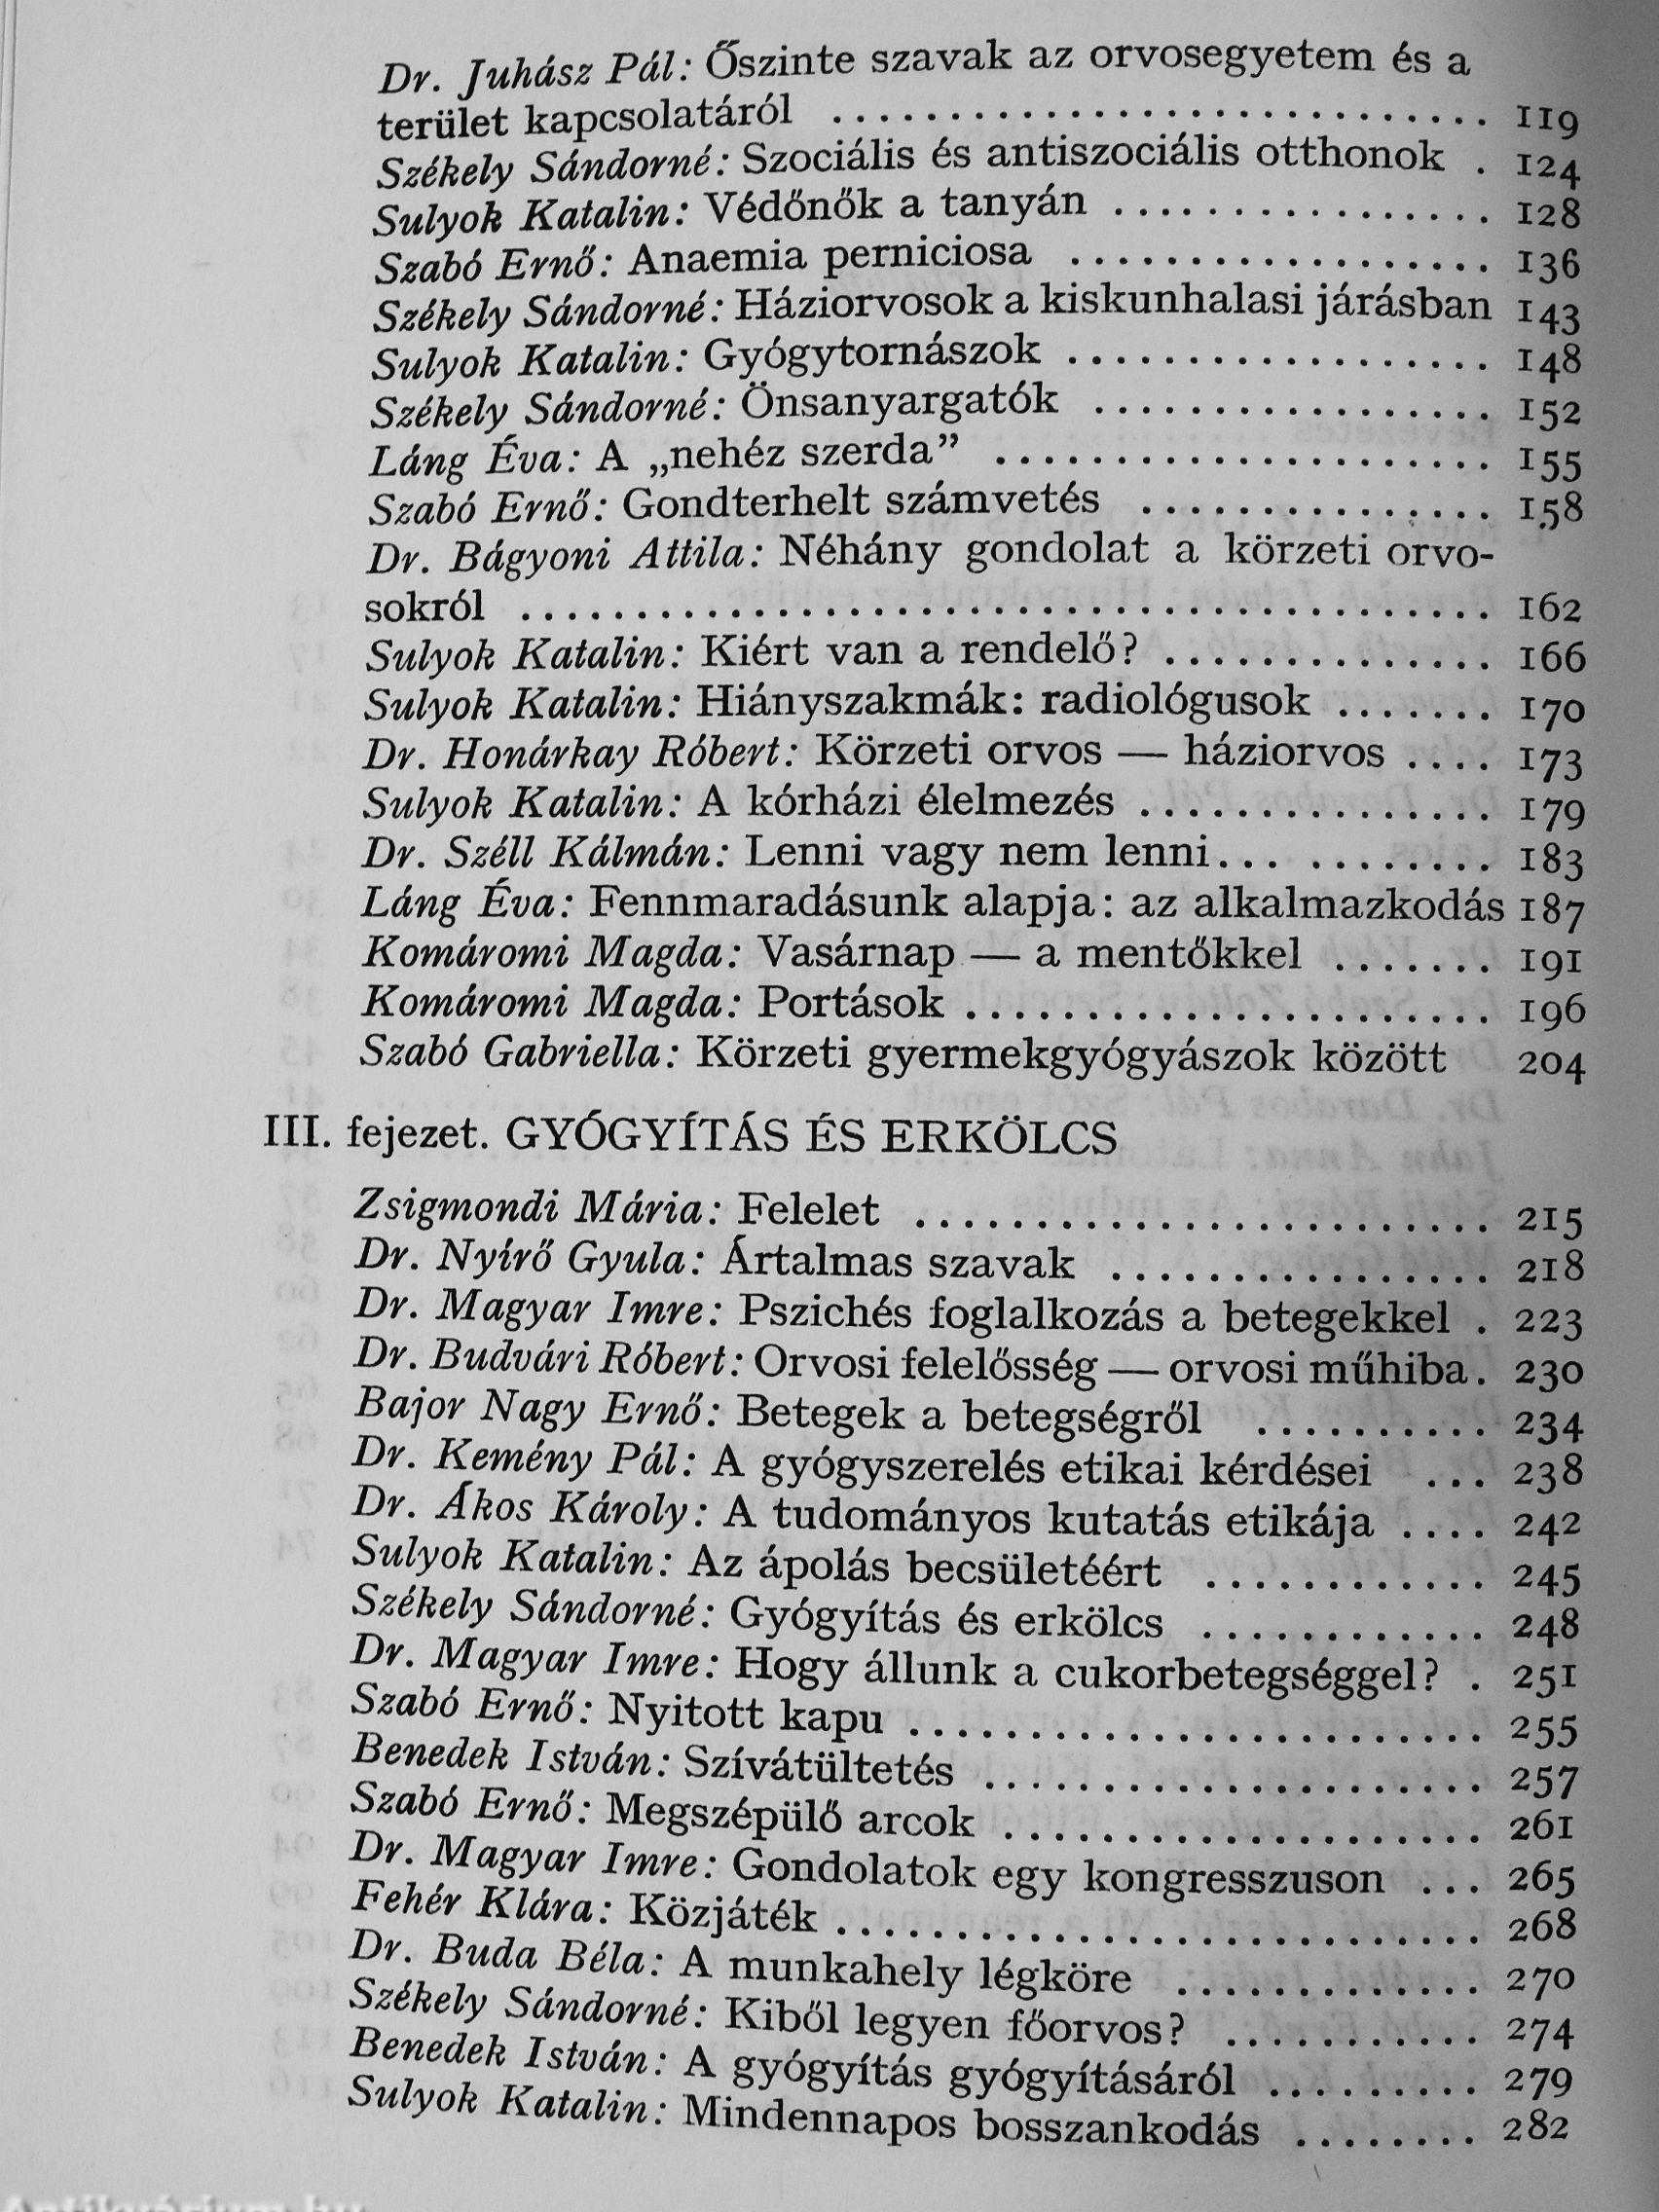 Dr. Juhász Pál: Őszinte szavak az orvosegyetem és a
terület kapcsolatáról ............................ 119
Székely Sándorné: Szociális és antiszociális otthonok . 124
Sulyok Katalin: Védőnők a tanyán ................ 128
Szabó Ernő: Anaemia perniciosa .................. 136
Székely Sándorné: Háziorvosok a kiskunhalasi járásban 143
Sulyok Katalin: Gyógytornászok .................. 148
Székely Sándorné: Önsanyargatók ................. 152
Láng Éva: A „nehéz szerda” ..................... 155
Szabó Ernő: Gondterhelt számvetés ............... 158
Dr. Bágyoni Attila: Néhány gondolat a körzeti orvo-
sokról ......................................... 162
Sulyok Katalin: Kiért van a rendelő? .............. 166
Sulyok Katalin: Hiányszakmák: radiológusok ....... 170
Dr. Honárkay Róbert: Körzeti orvos — háziorvos .... 173
Sulyok Katalin: A kórházi élelmezés ............... 179
Dr. Széll Kálmán: Lenni vagy nem lenni... ........ 183
Láng Éva: Fennmaradásunk alapja: az alkalmazkodás 187
Komáromi Magda: Vasárnap — a mentőkkel ....... 191
Komáromi Magda: Portások ...................... 196
Szabó Gabriella: Körzeti gyermekgyógyászok között 204
III. fejezet. GYÓGYÍTÁS ÉS ERKÖLCS
Zsigmondi Mária: Felelet ........................ 215
Dr. Nyírő Gyula: Ártalmas szavak ................ 218
Dr. Magyar Imre: Pszichés foglalkozás a betegekkel . 223
Dr. Budvári Róbert: Orvosi felelősség — orvosi műhiba. 230
Bajor Nagy Ernő: Betegek a betegségről .......... 234
Dr. Kemény Pál: A gyógyszerelés etikai kérdései ... 238
Dr. Ákos Károly: A tudományos kutatás etikája .... 242
Sulyok Katalin: Az ápolás becsületéért ............ 245
Székely Sándorné: Gyógyítás és erkölcs ............ 248
Dr. Magyar Imre: Hogy állunk a cukorbetegséggel? . 251
Szabó Ernő: Nyitott kapu ........................ 255
Benedek István: Szívátültetés ..................... 257
Szabó Ernő: Megszépülő arcok .................... 261
Dr. Magyar Imre: Gondolatok egy kongresszuson ... 265
Fehér Klára: Közjáték ........................... 268
Dr. Buda Béla: A munkahely légköre ............. 270
Székely Sándorné: Kiből legyen főorvos? ........... 274
Benedek István: A gyógyítás gyógyításáról ......... 279
Sulyok Katalin: Mindennapos bosszankodás ........ 282